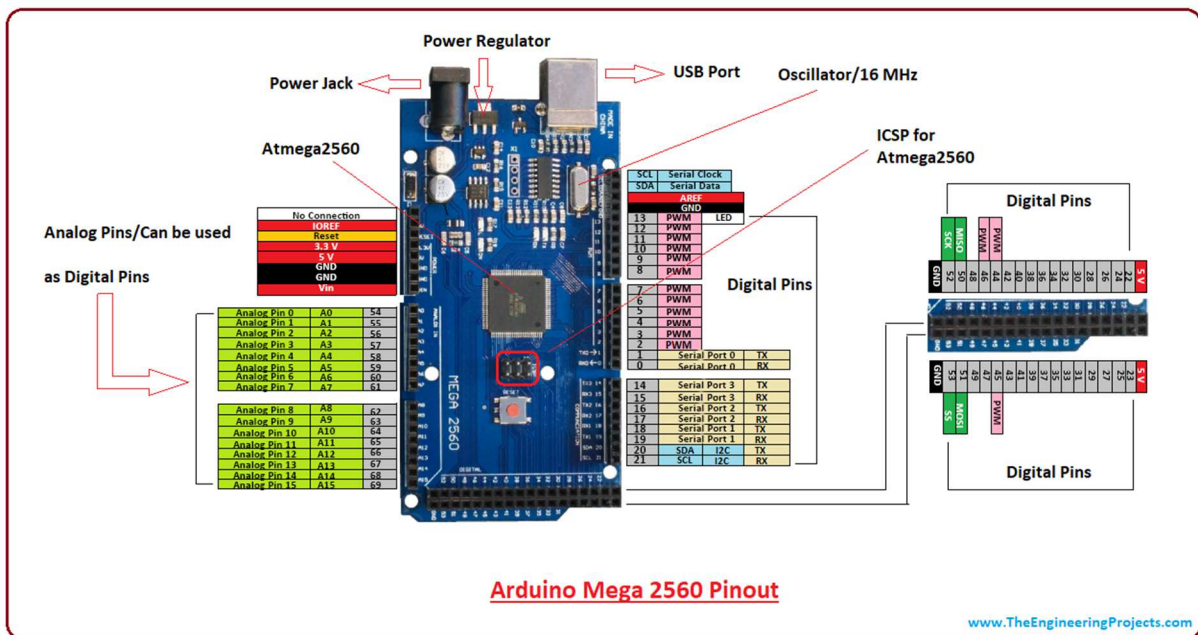 Power Regulator
Power Jack
USB Port
Oscillator/16 MHz
Atmega2560
ICSP for
Atmega2560
Analog Pins/Can be used
as Digital Pins
No Connection
IOREF
Reset
3.3 V
5 V
GND
GND
Vin
Analog Pin 0 A0 54
Analog Pin 1 A1 55
Analog Pin 2 A2 56
Analog Pin 3 A3 57
Analog Pin 4 A4 58
Analog Pin 5 A5 59
Analog Pin 6 A6 60
Analog Pin 7 A7 61
Analog Pin 8 A8 62
Analog Pin 9 A9 63
Analog Pin 10 A10 64
Analog Pin 11 A11 65
Analog Pin 12 A12 66
Analog Pin 13 A13 67
Analog Pin 14 A14 68
Analog Pin 15 A15 69
MADE IN
CHINA
X1
POWER
ANALOG IN
MEGA 2560
RESET
COMMUNICATION
SCL Serial Clock
SDA Serial Data
AREF
GND
13 PWM LED
12 PWM
11 PWM
10 PWM
9 PWM
8 PWM
7 PWM
6 PWM
5 PWM
4 PWM
3 PWM
2 PWM
1 Serial Port 0 TX
0 Serial Port 0 RX
14 Serial Port 3 TX
15 Serial Port 3 RX
16 Serial Port 2 TX
17 Serial Port 2 RX
18 Serial Port 1 TX
19 Serial Port 1 RX
20 SDA I2C TX
21 SCL I2C RX
Digital Pins
Digital Pins
SCK MISO PWM PWM
GND 52 50 48 46 44 42 40 38 36 34 32 30 28 26 24 22 5 V
GND 53 51 49 47 45 43 41 39 37 35 33 31 29 27 25 23 5 V
SS MOSI PWM
Digital Pins
Arduino Mega 2560 Pinout
www.TheEngineeringProjects.com